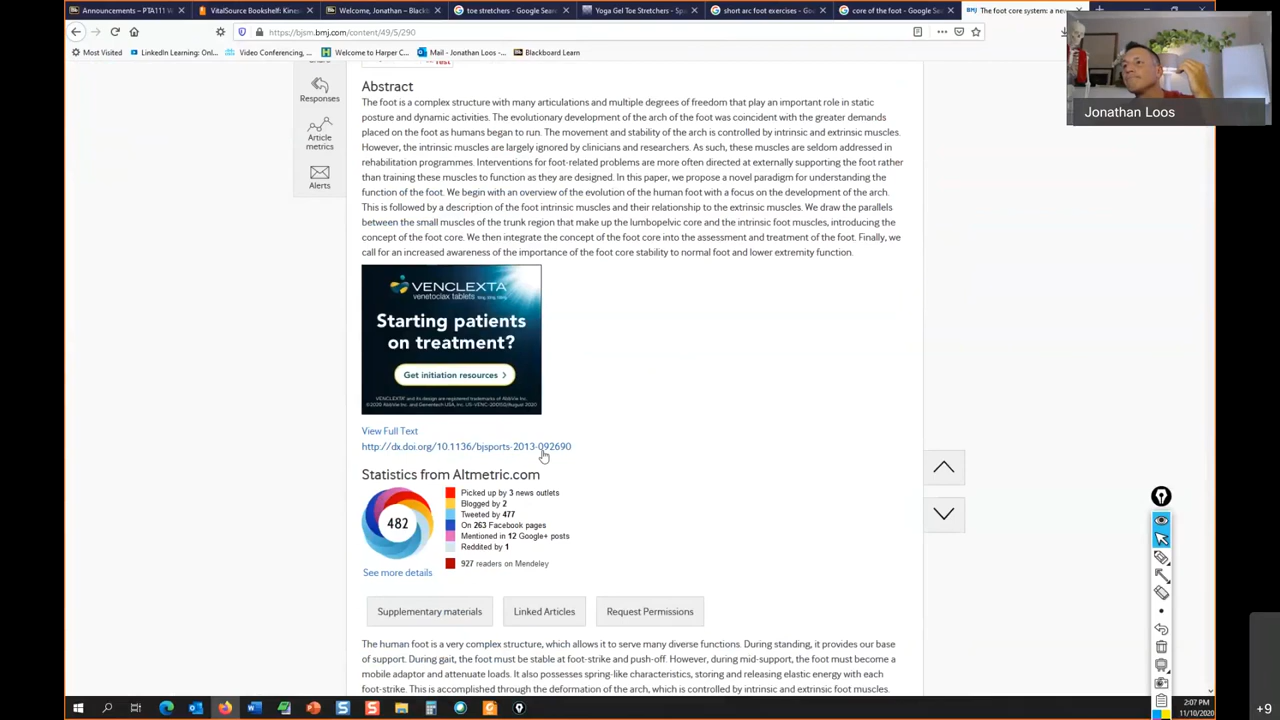 Announcements – PTA111 W
VitalSource Bookshelf: Kines
Welcome, Jonathan – Blackb
toe stretchers - Google Sear
Yoga Gel Toe Stretchers - Sp
short arc foot exercises - Go
core of the foot - Google Sea
BMJ The foot core system: a ne
https://bjsm.bmj.com/content/49/5/290
Most Visited
LinkedIn Learning: Onl...
Video Conferencing, ...
Welcome to Harper C...
Mail - Jonathan Loos -...
Blackboard Learn
Jonathan Loos
Responses
Article
metrics
Alerts
Abstract
The foot is a complex structure with many articulations and multiple degrees of freedom that play an important role in static
posture and dynamic activities. The evolutionary development of the arch of the foot was coincident with the greater demands
placed on the foot as humans began to run. The movement and stability of the arch is controlled by intrinsic and extrinsic muscles.
However, the intrinsic muscles are largely ignored by clinicians and researchers. As such, these muscles are seldom addressed in
rehabilitation programmes. Interventions for foot-related problems are more often directed at externally supporting the foot rather
than training these muscles to function as they are designed. In this paper, we propose a novel paradigm for understanding the
function of the foot. We begin with an overview of the evolution of the human foot with a focus on the development of the arch.
This is followed by a description of the foot intrinsic muscles and their relationship to the extrinsic muscles. We draw the parallels
between the small muscles of the trunk region that make up the lumbopelvic core and the intrinsic foot muscles, introducing the
concept of the foot core. We then integrate the concept of the foot core into the assessment and treatment of the foot. Finally, we
call for an increased awareness of the importance of the foot core stability to normal foot and lower extremity function.
VENCLEXTA
venetoclax tablets
Starting patients
on treatment?
Get initiation resources >
View Full Text
http://dx.doi.org/10.1136/bjsports-2013-092690
Statistics from Altmetric.com
482
Picked up by 3 news outlets
Blogged by 2
Tweeted by 477
On 263 Facebook pages
Mentioned in 12 Google+ posts
Reddited by 1
927 readers on Mendeley
See more details
Supplementary materials
Linked Articles
Request Permissions
The human foot is a very complex structure, which allows it to serve many diverse functions. During standing, it provides our base
of support. During gait, the foot must be stable at foot-strike and push-off. However, during mid-support, the foot must become a
mobile adaptor and attenuate loads. It also possesses spring-like characteristics, storing and releasing elastic energy with each
foot-strike. This is accomplished through the deformation of the arch, which is controlled by intrinsic and extrinsic foot muscles.
2:07 PM
11/10/2020
+9